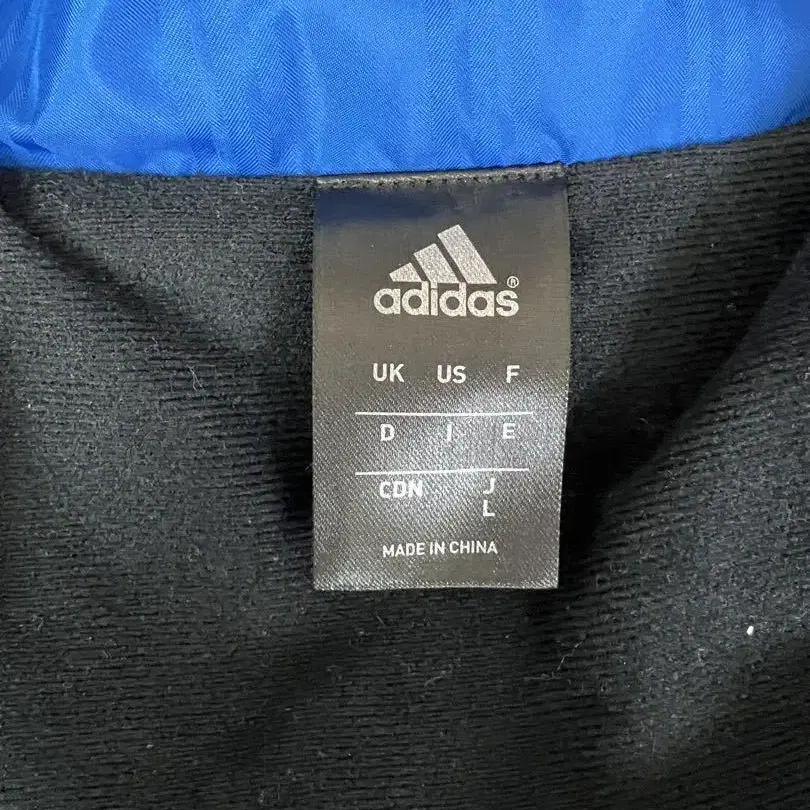 adidas®
UK US F
D I E
CDN J
L
MADE IN CHINA